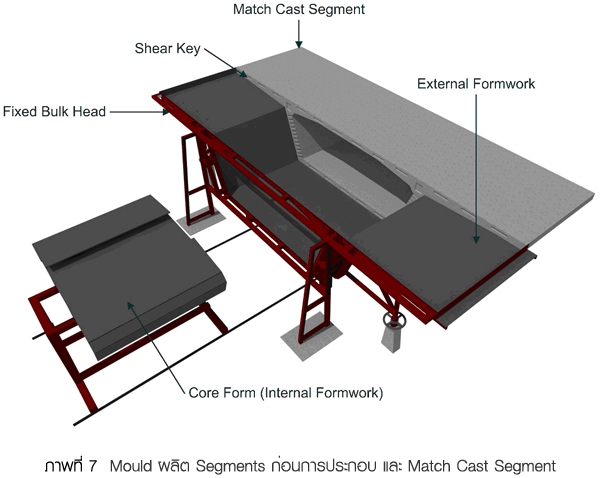 Match Cast Segment
Shear Key
External Formwork
Fixed Bulk Head
Core Form (Internal Formwork)
ภาพที่ 7 Mould ผลิต Segments ก่อนการประกอบ และ Match Cast Segment